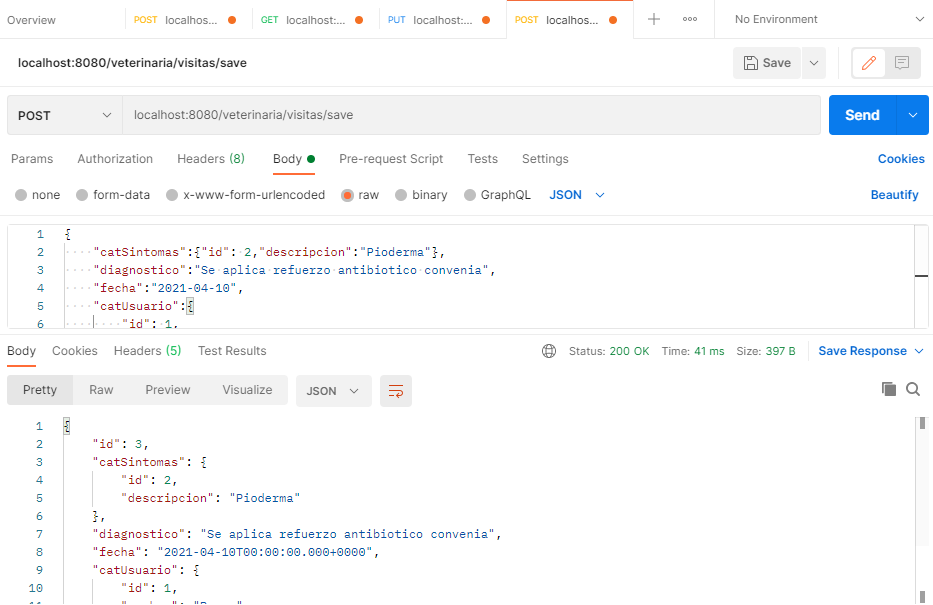 Overview POST localhos... GET localhost:... PUT localhost:... POST localhos... No Environment
localhost:8080/veterinaria/visitas/save Save
POST localhost:8080/veterinaria/visitas/save Send
Params Authorization Headers (8) Body Pre-request Script Tests Settings Cookies
none form-data x-www-form-urlencoded raw binary GraphQL JSON Beautify
1 {
2 "catSintomas":{"id": 2,"descripcion":"Pioderma"},
3 "diagnostico":"Se aplica refuerzo antibiotico convenia",
4 "fecha":"2021-04-10",
5 "catUsuario":{
6 "id": 1,
Body Cookies Headers (5) Test Results Status: 200 OK Time: 41 ms Size: 397 B Save Response
Pretty Raw Preview Visualize JSON
1 {
2 "id": 3,
3 "catSintomas": {
4 "id": 2,
5 "descripcion": "Pioderma"
6 },
7 "diagnostico": "Se aplica refuerzo antibiotico convenia",
8 "fecha": "2021-04-10T00:00:00.000+0000",
9 "catUsuario": {
10 "id": 1,